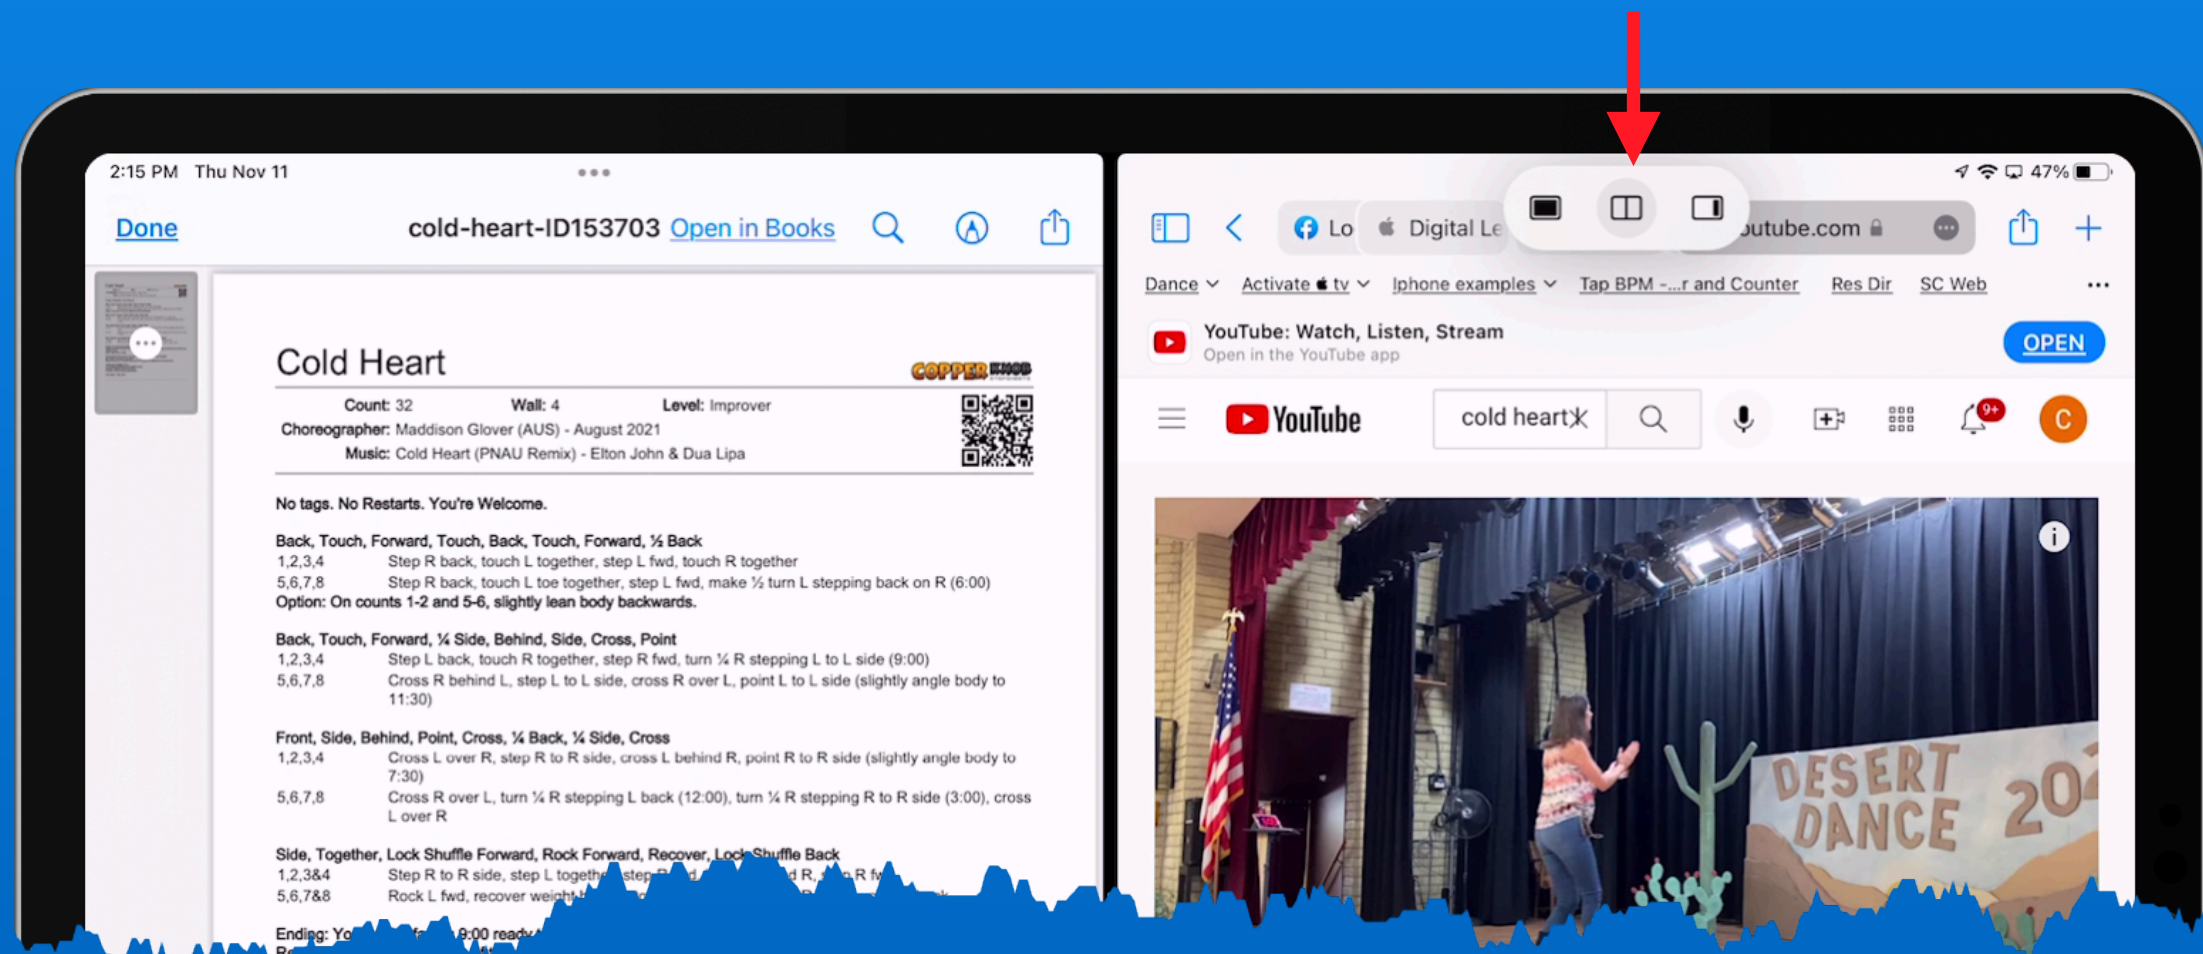 2:15 PM Thu Nov 11
Done
cold-heart-ID153703 Open in Books
Cold Heart
COPPER KNOB
Count: 32 Wall: 4 Level: Improver
Choreographer: Maddison Glover (AUS) - August 2021
Music: Cold Heart (PNAU Remix) - Elton John & Dua Lipa
No tags. No Restarts. You're Welcome.
Back, Touch, Forward, Touch, Back, Touch, Forward, ½ Back
1,2,3,4 Step R back, touch L together, step L fwd, touch R together
5,6,7,8 Step R back, touch L toe together, step L fwd, make ½ turn L stepping back on R (6:00)
Option: On counts 1-2 and 5-6, slightly lean body backwards.
Back, Touch, Forward, ¼ Side, Behind, Side, Cross, Point
1,2,3,4 Step L back, touch R together, step R fwd, turn ¼ R stepping L to L side (9:00)
5,6,7,8 Cross R behind L, step L to L side, cross R over L, point L to L side (slightly angle body to
11:30)
Front, Side, Behind, Point, Cross, ¼ Back, ¼ Side, Cross
1,2,3,4 Cross L over R, step R to R side, cross L behind R, point R to R side (slightly angle body to
7:30)
5,6,7,8 Cross R over L, turn ¼ R stepping L back (12:00), turn ¼ R stepping R to R side (3:00), cross
L over R
Side, Together, Lock Shuffle Forward, Rock Forward, Recover, Lock Shuffle Back
1,2,3&4 Step R to R side, step L together, step
5,6,7&8 Rock L fwd, recover weight
Ending: 9:00 ready
47%
Lo Digital Le outube.com
Dance Activate tv Iphone examples Tap BPM -...r and Counter Res Dir SC Web
YouTube: Watch, Listen, Stream
Open in the YouTube app
OPEN
YouTube cold heart 9+ C
DESERT
DANCE 202